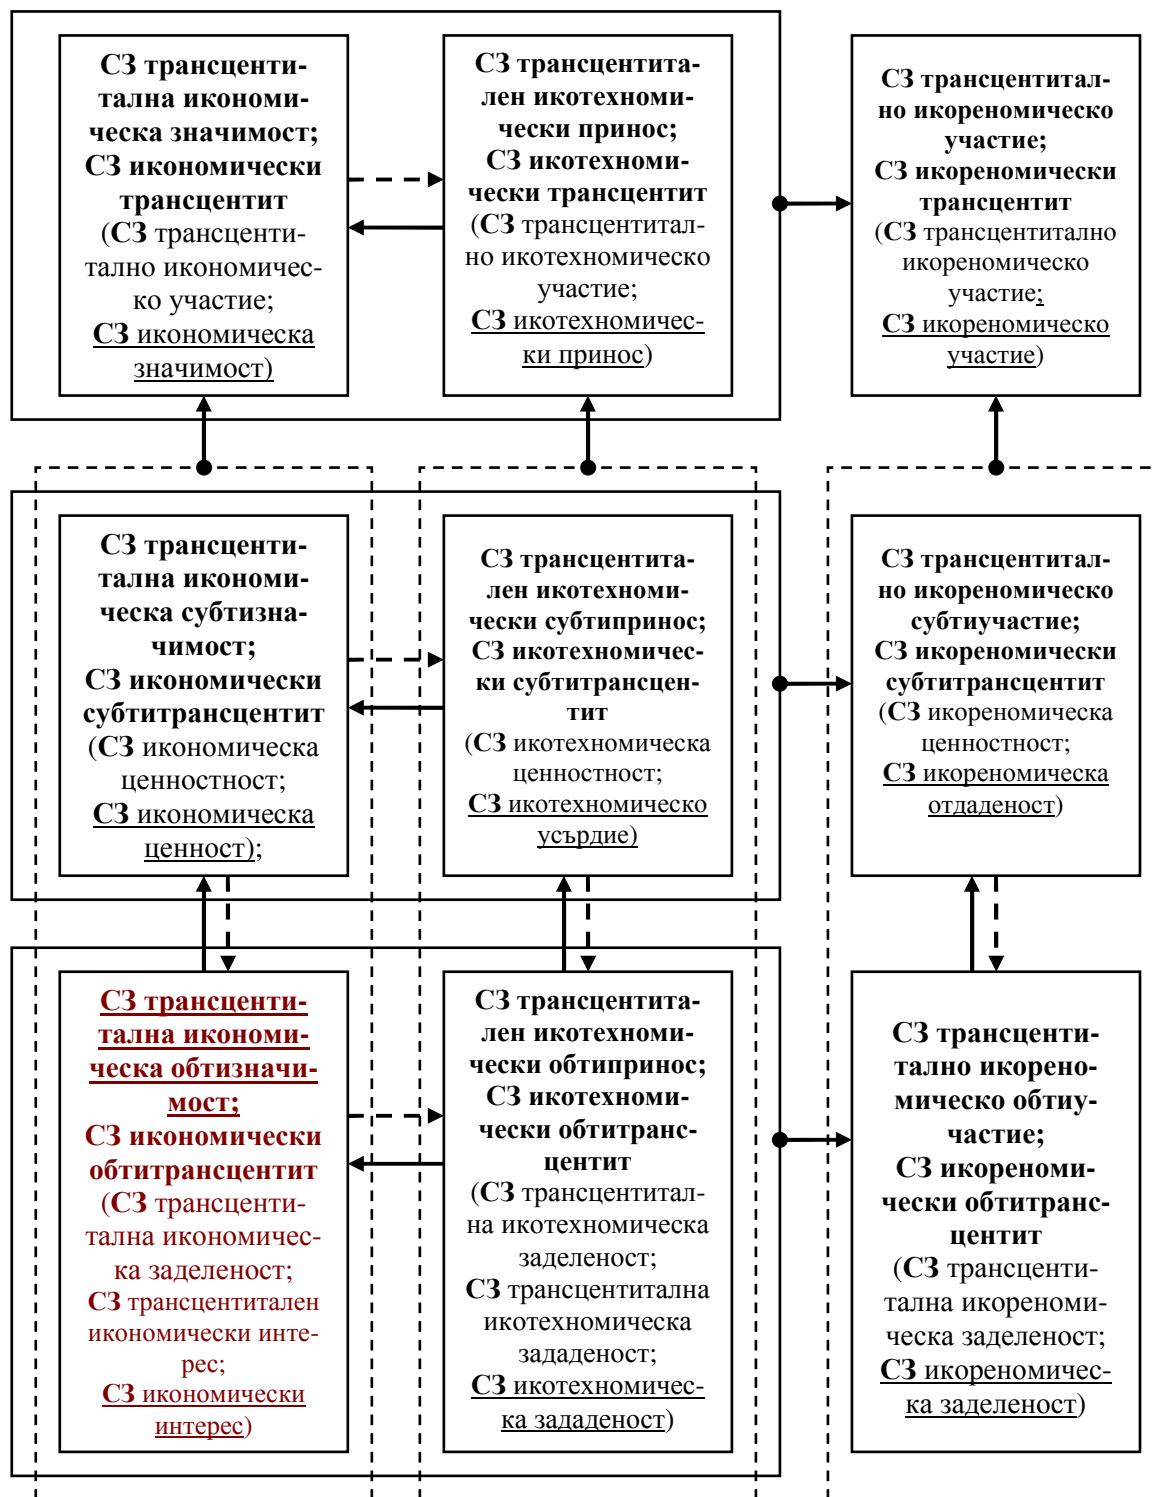 СЗ трансценти-
тална икономи-
ческа значимост;
СЗ икономически
трансцентит
(СЗ трансценти-
тално икономичес-
ко участие;
СЗ икономическа
значимост)
СЗ трансцентита-
лен икотехноми-
чески принос;
СЗ икотехноми-
чески трансцентит
(СЗ трансцентитал-
но икотехномическо
участие;
СЗ икотехномичес-
ки принос)
СЗ трансцентитал-
но икореномическо
участие;
СЗ икореномически
трансцентит
(СЗ трансцентитално
икореномическо
участие;
СЗ икореномическо
участие)
СЗ трансценти-
тална икономи-
ческа субтизна-
чимост;
СЗ икономически
субтитрансцентит
(СЗ икономическа
ценностност;
СЗ икономическа
ценност);
СЗ трансцентита-
лен икотехноми-
чески субтипринос;
СЗ икотехномичес-
ки субтитрансцен-
тит
(СЗ икотехномическа
ценностност;
СЗ икотехномическо
усърдие)
СЗ трансцентитал-
но икореномическо
субтиучастие;
СЗ икореномически
субтитрансцентит
(СЗ икореномическа
ценностност;
СЗ икореномическа
отдаденост)
СЗ трансценти-
тална икономи-
ческа обтизначи-
мост;
СЗ икономически
обтитрансцентит
(СЗ трансценти-
тална икономичес-
ка заделеност;
СЗ трансцентитален
икономически инте-
рес;
СЗ икономически
интерес)
СЗ трансцентита-
лен икотехноми-
чески обтипринос;
СЗ икотехноми-
чески обтитранс-
центит
(СЗ трансцентитал-
на икотехномическа
заделеност;
СЗ трансцентитална
икотехномическа
зададеност;
СЗ икотехномичес-
ка зададеност)
СЗ трансценти-
тално икорено-
мическо обтиу-
частие;
СЗ икореноми-
чески обтитранс-
центит
(СЗ трансценти-
тална икореноми-
ческа заделеност;
СЗ икореномичес-
ка заделеност)